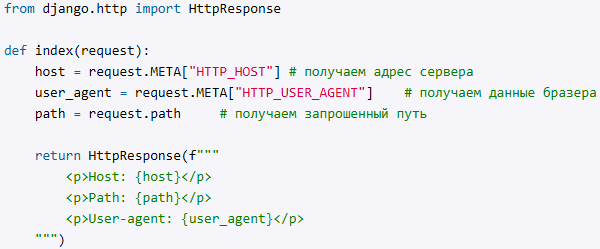 from django.http import HttpResponse

def index(request):
    host = request.META["HTTP_HOST"] # получаем адрес сервера
    user_agent = request.META["HTTP_USER_AGENT"]    # получаем данные бразера
    path = request.path     # получаем запрошенный путь

    return HttpResponse(f"""
        <p>Host: {host}</p>
        <p>Path: {path}</p>
        <p>User-agent: {user_agent}</p>
    """)